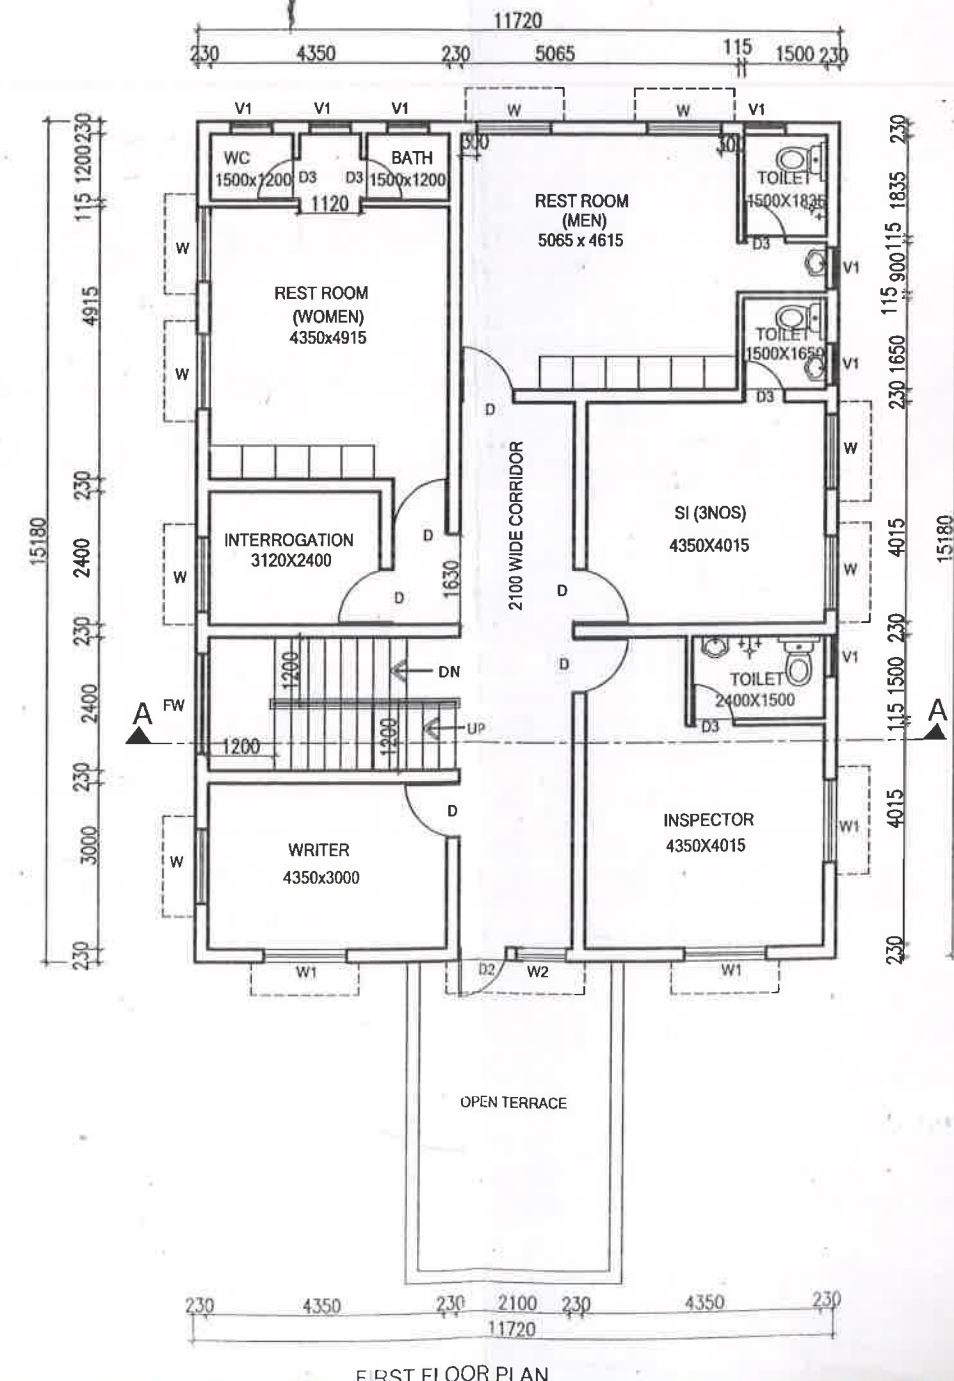 11720
230 4350 230 5065 115 1500 230
V1 V1 V1 W W V1
230 1200 115 4915 230 2400 230 2400 230 3000 230
15180
WC
1500x1200
D3 D3
BATH
1500x1200
1120
300
REST ROOM
(MEN)
5065 x 4615
TOILET
D3
V1
TOILET
V1
D3
230 1835 115 900 115 1650 230 4015 230 1500 115 4015 230
15180
W
REST ROOM
(WOMEN)
4350x4915
W
D
2100 WIDE CORRIDOR
W
SI (3NOS)
4350X4015
W
INTERROGATION
3120X2400
W
D
D
1630
D
D
V1
TOILET
2400X1500
D3
1200
DN
FW
1200
UP
1200
A A
D
WRITER
4350x3000
W
INSPECTOR
4350X4015
W1
W1 D2 W2 W1
OPEN TERRACE
230 4350 230 2100 230 4350 230
11720
FIRST FLOOR PLAN